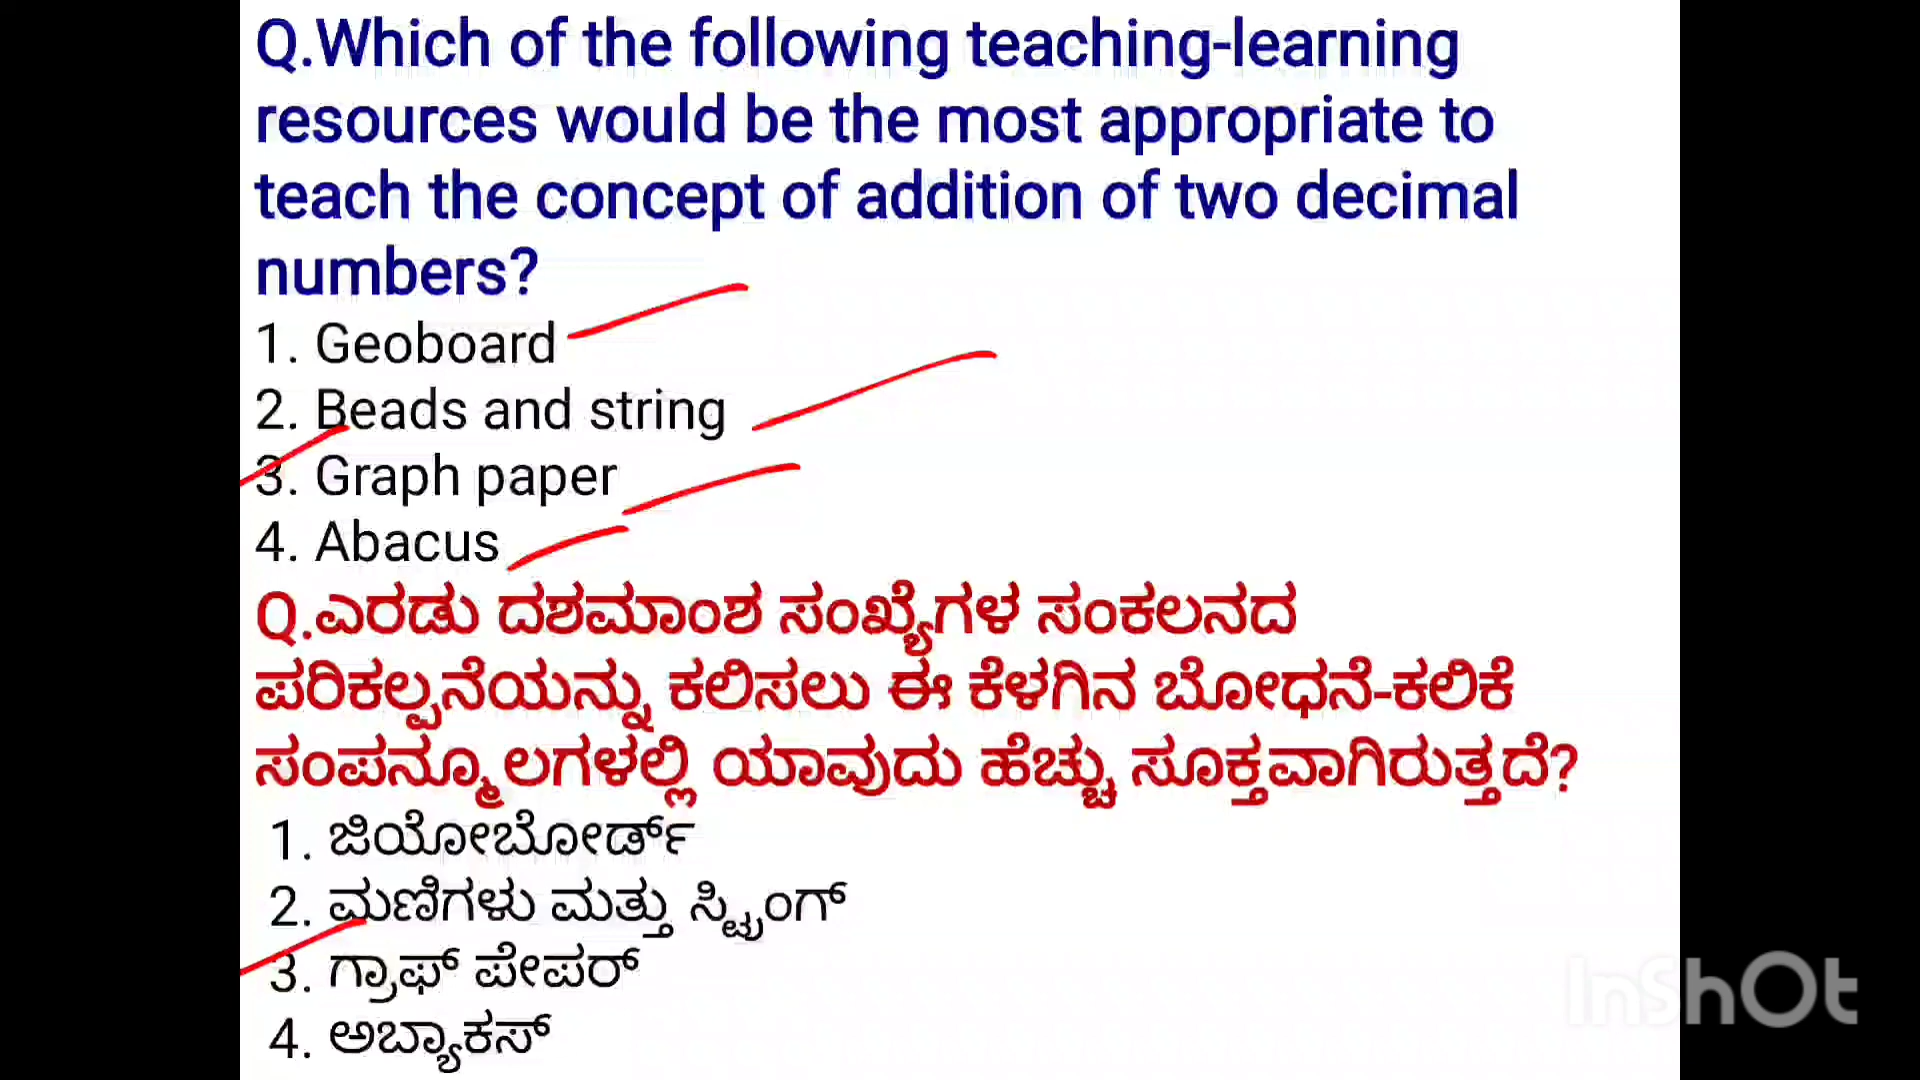 Q.Which of the following teaching-learning
resources would be the most appropriate to
teach the concept of addition of two decimal
numbers?
1. Geoboard
2. Beads and string
3. Graph paper
4. Abacus
Q.ಎರಡು ದಶಮಾಂಶ ಸಂಖ್ಯೆಗಳ ಸಂಕಲನದ
ಪರಿಕಲ್ಪನೆಯನ್ನು ಕಲಿಸಲು ಈ ಕೆಳಗಿನ ಬೋಧನೆ-ಕಲಿಕೆ
ಸಂಪನ್ಮೂಲಗಳಲ್ಲಿ ಯಾವುದು ಹೆಚ್ಚು ಸೂಕ್ತವಾಗಿರುತ್ತದೆ?
1. ಜಿಯೋಬೋರ್ಡ್
2. ಮಣಿಗಳು ಮತ್ತು ಸ್ಟ್ರಿಂಗ್
3. ಗ್ರಾಫ್ ಪೇಪರ್
4. ಅಬ್ಯಾಕಸ್
InShOt